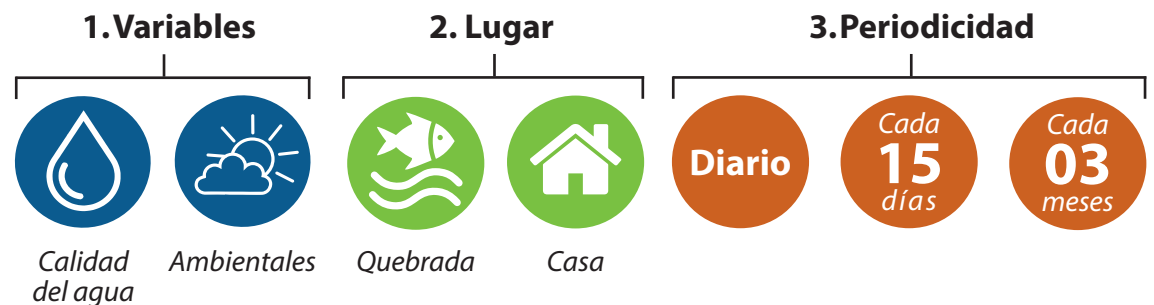 1.Variables
2. Lugar
3.Periodicidad
Diario
Cada
15
días
Cada
03
meses
Calidad
del agua
Ambientales
Quebrada
Casa